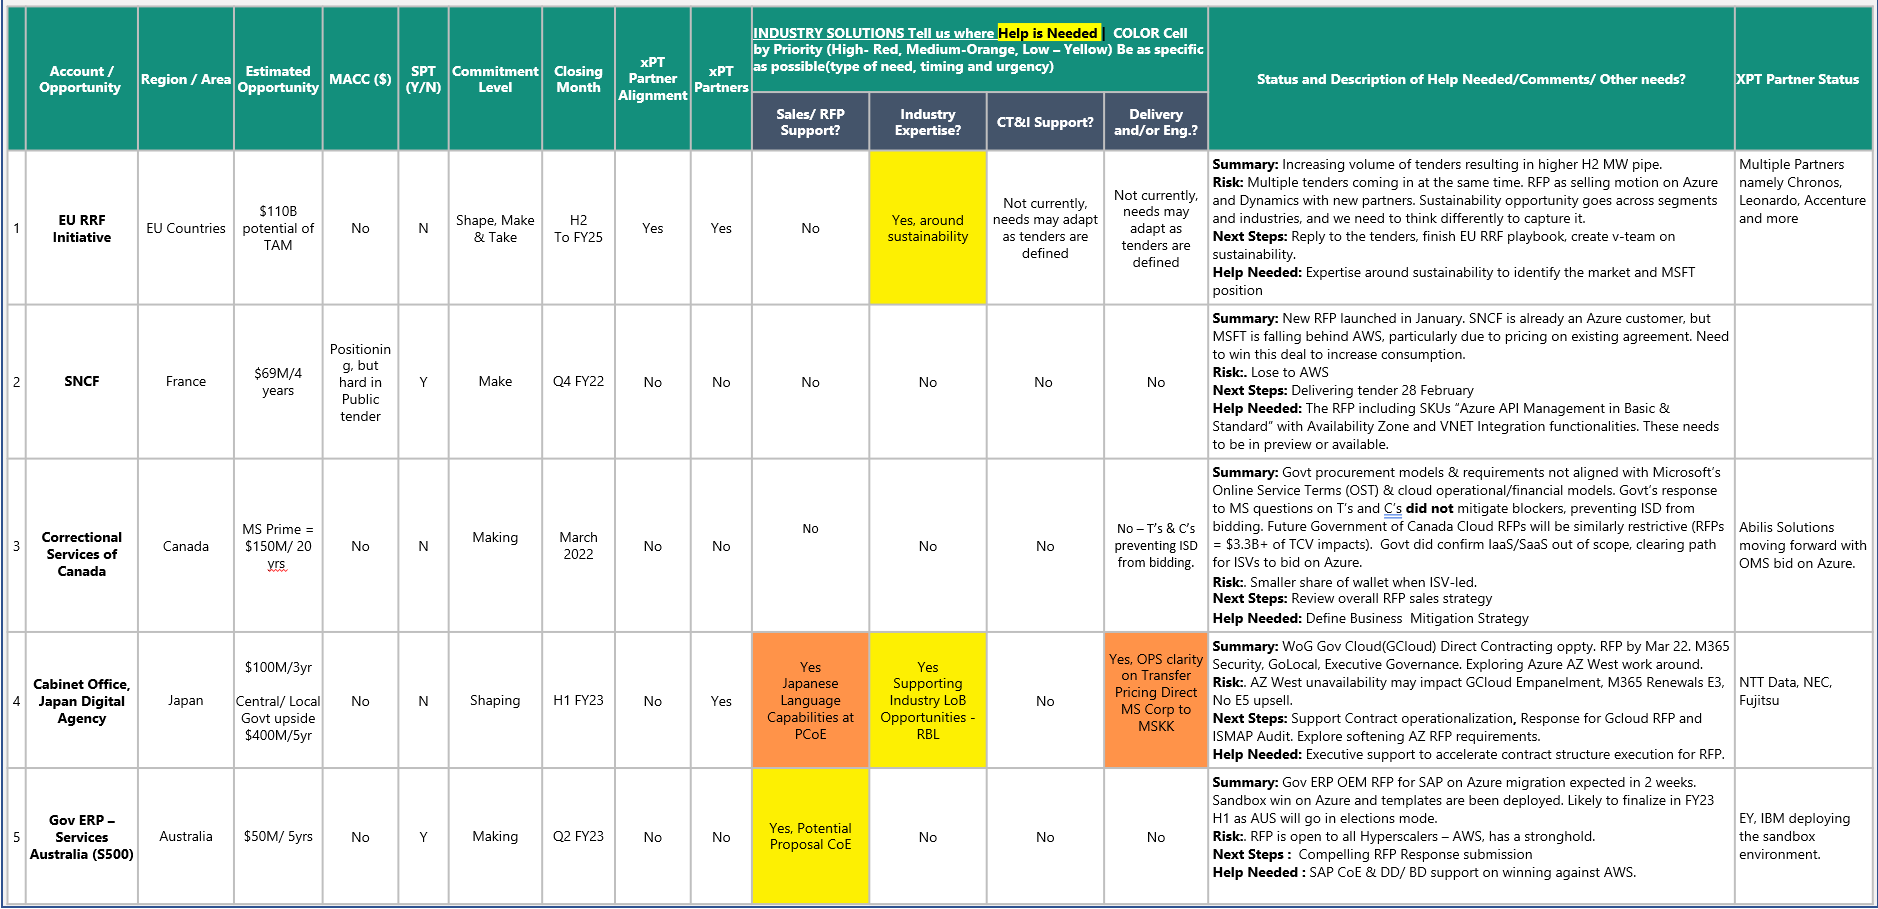 Account /
Opportunity
Region / Area
Estimated
Opportunity
MACC ($)
SPT
(Y/N)
Commitment
Level
Closing
Month
xPT
Partner
Alignment
xPT
Partners
INDUSTRY SOLUTIONS Tell us where Help is Needed | COLOR Cell
by Priority (High- Red, Medium-Orange, Low – Yellow) Be as specific
as possible(type of need, timing and urgency)
Sales/ RFP
Support?
Industry
Expertise?
CT&I Support?
Delivery
and/or Eng.?
Status and Description of Help Needed/Comments/ Other needs?
XPT Partner Status
1
EU RRF
Initiative
EU Countries
$110B
potential of
TAM
No
N
Shape, Make
& Take
H2
To FY25
Yes
Yes
No
Yes, around
sustainability
Not currently,
needs may adapt
as tenders are
defined
Not currently,
needs may
adapt as
tenders are
defined
Summary: Increasing volume of tenders resulting in higher H2 MW pipe.
Risk: Multiple tenders coming in at the same time. RFP as selling motion on Azure
and Dynamics with new partners. Sustainability opportunity goes across segments
and industries, and we need to think differently to capture it.
Next Steps: Reply to the tenders, finish EU RRF playbook, create v-team on
sustainability.
Help Needed: Expertise around sustainability to identify the market and MSFT
position
Multiple Partners
namely Chronos,
Leonardo, Accenture
and more
2
SNCF
France
$69M/4
years
Positionin
g, but
hard in
Public
tender
Y
Make
Q4 FY22
No
No
No
No
No
No
Summary: New RFP launched in January. SNCF is already an Azure customer, but
MSFT is falling behind AWS, particularly due to pricing on existing agreement. Need
to win this deal to increase consumption.
Risk:. Lose to AWS
Next Steps: Delivering tender 28 February
Help Needed: The RFP including SKUs “Azure API Management in Basic &
Standard” with Availability Zone and VNET Integration functionalities. These needs
to be in preview or available.
3
Correctional
Services of
Canada
Canada
MS Prime =
$150M/ 20
yrs
No
N
Making
March
2022
No
No
No
No
No
No – T’s & C’s
preventing ISD
from bidding.
Summary: Govt procurement models & requirements not aligned with Microsoft’s
Online Service Terms (OST) & cloud operational/financial models. Govt’s response
to MS questions on T’s and C’s did not mitigate blockers, preventing ISD from
bidding. Future Government of Canada Cloud RFPs will be similarly restrictive (RFPs
= $3.3B+ of TCV impacts). Govt did confirm IaaS/SaaS out of scope, clearing path
for ISVs to bid on Azure.
Risk:. Smaller share of wallet when ISV-led.
Next Steps: Review overall RFP sales strategy
Help Needed: Define Business Mitigation Strategy
Abilis Solutions
moving forward with
OMS bid on Azure.
4
Cabinet Office,
Japan Digital
Agency
Japan
$100M/3yr
Central/ Local
Govt upside
$400M/5yr
No
N
Shaping
H1 FY23
No
Yes
Yes
Japanese
Language
Capabilities at
PCoE
Yes
Supporting
Industry LoB
Opportunities -
RBL
No
Yes, OPS clarity
on Transfer
Pricing Direct
MS Corp to
MSKK
Summary: WoG Gov Cloud(GCloud) Direct Contracting oppty. RFP by Mar 22. M365
Security, GoLocal, Executive Governance. Exploring Azure AZ West work around.
Risk:. AZ West unavailability may impact GCloud Empanelment, M365 Renewals E3,
No E5 upsell.
Next Steps: Support Contract operationalization, Response for Gcloud RFP and
ISMAP Audit. Explore softening AZ RFP requirements.
Help Needed: Executive support to accelerate contract structure execution for RFP.
NTT Data, NEC,
Fujitsu
5
Gov ERP –
Services
Australia (S500)
Australia
$50M/ 5yrs
No
Y
Making
Q2 FY23
No
No
Yes, Potential
Proposal CoE
No
No
No
Summary: Gov ERP OEM RFP for SAP on Azure migration expected in 2 weeks.
Sandbox win on Azure and templates are been deployed. Likely to finalize in FY23
H1 as AUS will go in elections mode.
Risk:. RFP is open to all Hyperscalers – AWS, has a stronghold.
Next Steps : Compelling RFP Response submission
Help Needed : SAP CoE & DD/ BD support on winning against AWS.
EY, IBM deploying
the sandbox
environment.